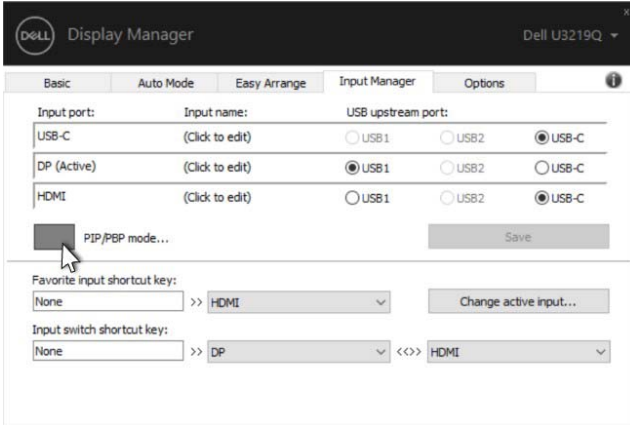 DELL Display Manager Dell U3219Q
Basic Auto Mode Easy Arrange Input Manager Options
Input port: Input name: USB upstream port:
USB-C (Click to edit) USB1 USB2 USB-C
DP (Active) (Click to edit) USB1 USB2 USB-C
HDMI (Click to edit) USB1 USB2 USB-C
PIP/PBP mode... Save
Favorite input shortcut key:
None >> HDMI Change active input...
Input switch shortcut key:
None >> DP <<>> HDMI